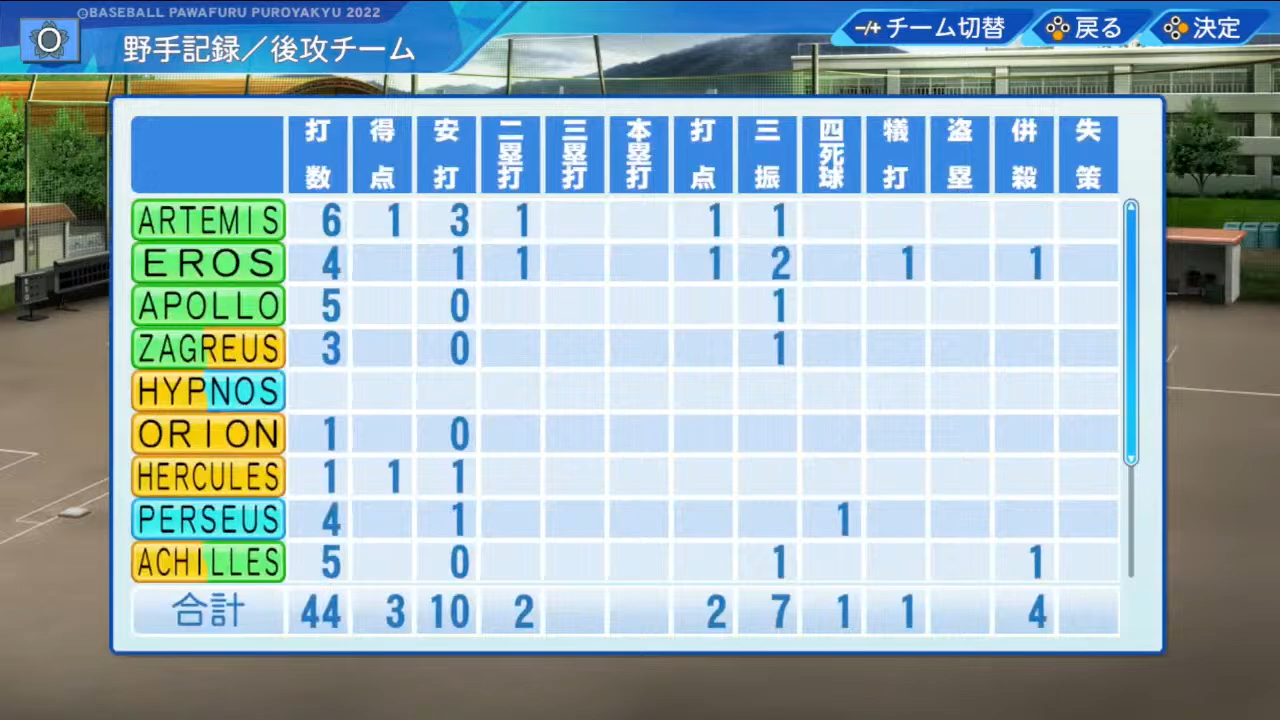 ©BASEBALL PAWAFURU PUROYAKYU 2022
O 野手記録／後攻チーム
-/+ チーム切替 戻る 決定
打数 得点 安打 二塁打 三塁打 本塁打 打点 三振 四死球 犠打 盗塁 併殺 失策
ARTEMIS 6 1 3 1 1 1
EROS 4 1 1 1 2 1 1
APOLLO 5 0 1
ZAGREUS 3 0 1
HYPNOS
ORION 1 0
HERCULES 1 1 1
PERSEUS 4 1 1
ACHILLES 5 0 1 1
合計 44 3 10 2 2 7 1 1 4